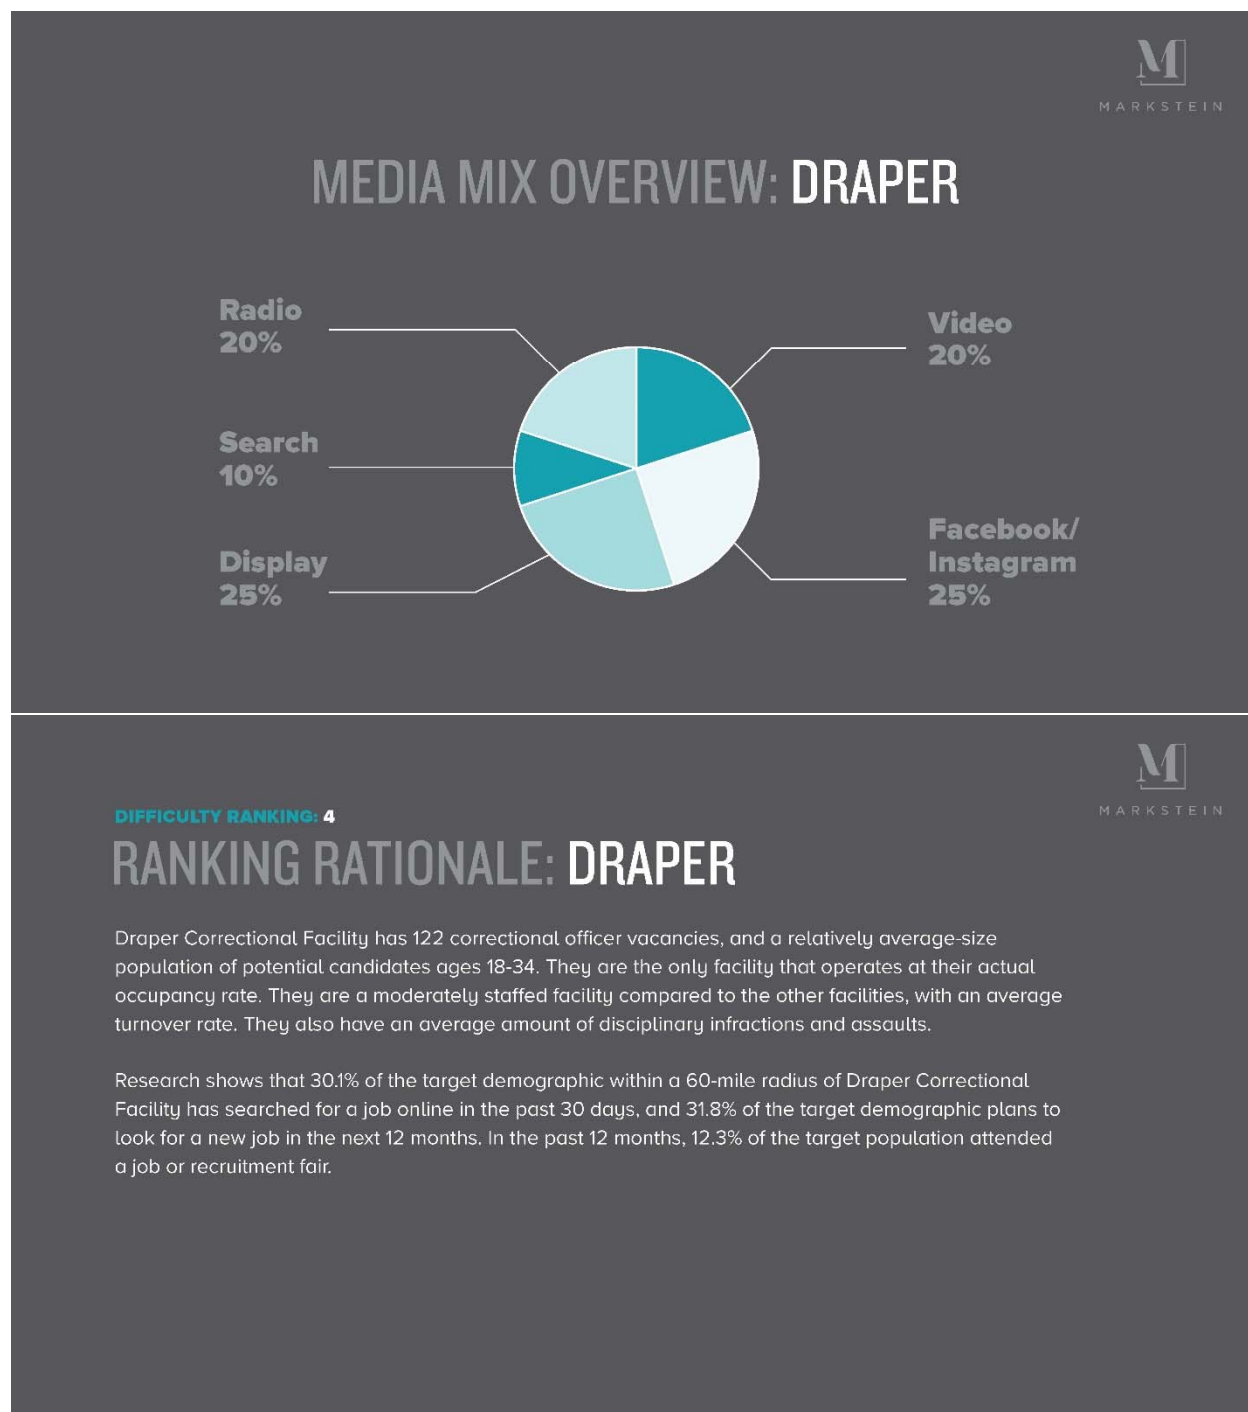 M
MARKSTEIN
MEDIA MIX OVERVIEW: DRAPER
Radio
20%
Video
20%
Search
10%
Facebook/
Instagram
25%
Display
25%
M
MARKSTEIN
DIFFICULTY RANKING: 4
RANKING RATIONALE: DRAPER
Draper Correctional Facility has 122 correctional officer vacancies, and a relatively average-size
population of potential candidates ages 18-34. They are the only facility that operates at their actual
occupancy rate. They are a moderately staffed facility compared to the other facilities, with an average
turnover rate. They also have an average amount of disciplinary infractions and assaults.
Research shows that 30.1% of the target demographic within a 60-mile radius of Draper Correctional
Facility has searched for a job online in the past 30 days, and 31.8% of the target demographic plans to
look for a new job in the next 12 months. In the past 12 months, 12.3% of the target population attended
a job or recruitment fair.